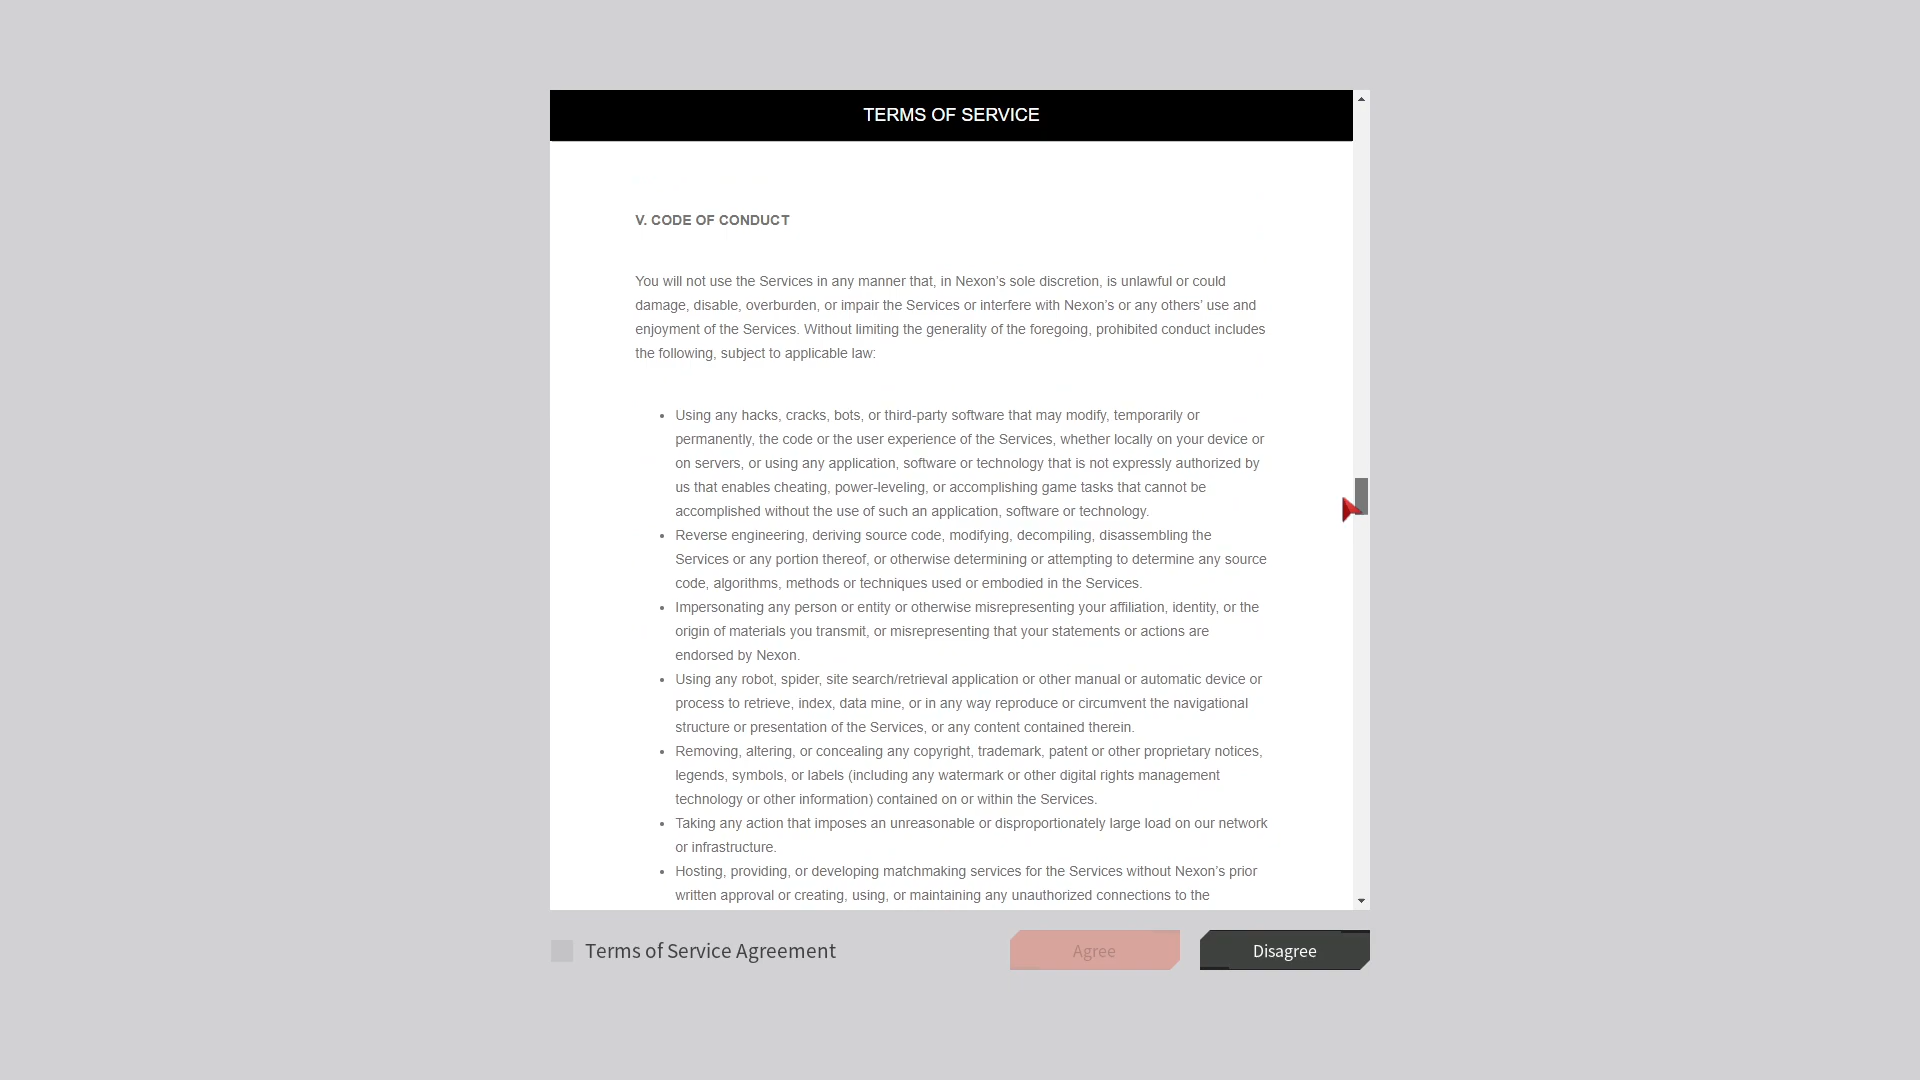 TERMS OF SERVICE
V. CODE OF CONDUCT
You will not use the Services in any manner that, in Nexon’s sole discretion, is unlawful or could
damage, disable, overburden, or impair the Services or interfere with Nexon’s or any others’ use and
enjoyment of the Services. Without limiting the generality of the foregoing, prohibited conduct includes
the following, subject to applicable law:
• Using any hacks, cracks, bots, or third-party software that may modify, temporarily or
permanently, the code or the user experience of the Services, whether locally on your device or
on servers, or using any application, software or technology that is not expressly authorized by
us that enables cheating, power-leveling, or accomplishing game tasks that cannot be
accomplished without the use of such an application, software or technology.
• Reverse engineering, deriving source code, modifying, decompiling, disassembling the
Services or any portion thereof, or otherwise determining or attempting to determine any source
code, algorithms, methods or techniques used or embodied in the Services.
• Impersonating any person or entity or otherwise misrepresenting your affiliation, identity, or the
origin of materials you transmit, or misrepresenting that your statements or actions are
endorsed by Nexon.
• Using any robot, spider, site search/retrieval application or other manual or automatic device or
process to retrieve, index, data mine, or in any way reproduce or circumvent the navigational
structure or presentation of the Services, or any content contained therein.
• Removing, altering, or concealing any copyright, trademark, patent or other proprietary notices,
legends, symbols, or labels (including any watermark or other digital rights management
technology or other information) contained on or within the Services.
• Taking any action that imposes an unreasonable or disproportionately large load on our network
or infrastructure.
• Hosting, providing, or developing matchmaking services for the Services without Nexon’s prior
written approval or creating, using, or maintaining any unauthorized connections to the
Terms of Service Agreement
Agree
Disagree